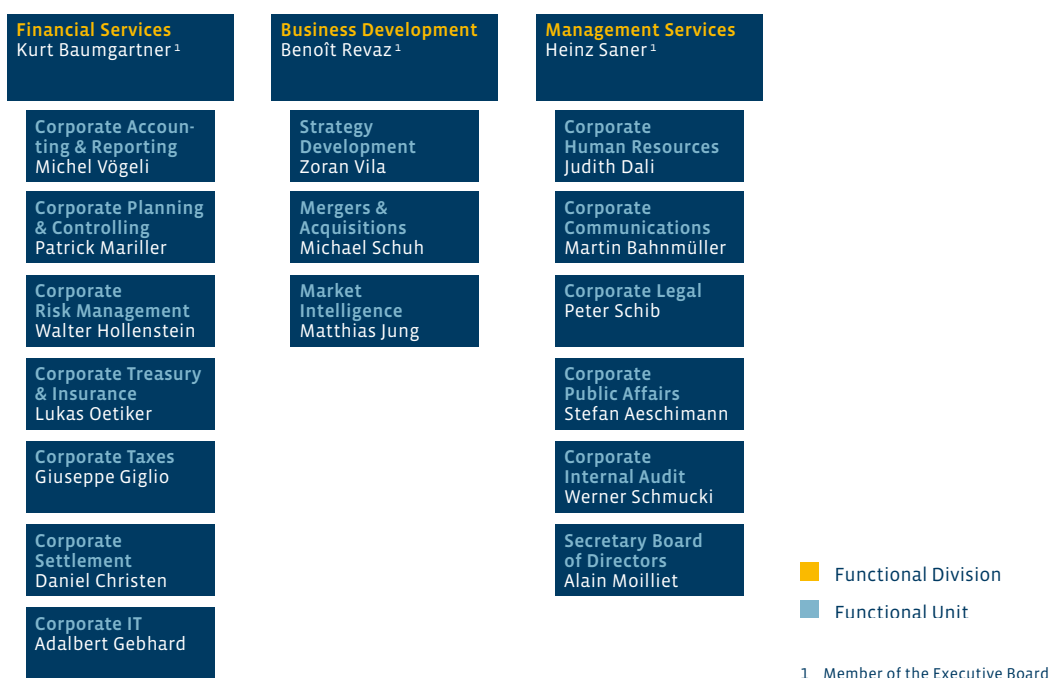 Financial Services
Kurt Baumgartner 1
Corporate Accoun-
ting & Reporting
Michel Vögeli
Corporate Planning
& Controlling
Patrick Mariller
Corporate
Risk Management
Walter Hollenstein
Corporate Treasury
& Insurance
Lukas Oetiker
Corporate Taxes
Giuseppe Giglio
Corporate
Settlement
Daniel Christen
Corporate IT
Adalbert Gebhard
Business Development
Benoît Revaz 1
Strategy
Development
Zoran Vila
Mergers &
Acquisitions
Michael Schuh
Market
Intelligence
Matthias Jung
Management Services
Heinz Saner 1
Corporate
Human Resources
Judith Dali
Corporate
Communications
Martin Bahnmüller
Corporate Legal
Peter Schib
Corporate
Public Affairs
Stefan Aeschimann
Corporate
Internal Audit
Werner Schmucki
Secretary Board
of Directors
Alain Moilliet
Functional Division
Functional Unit
1 Member of the Executive Board